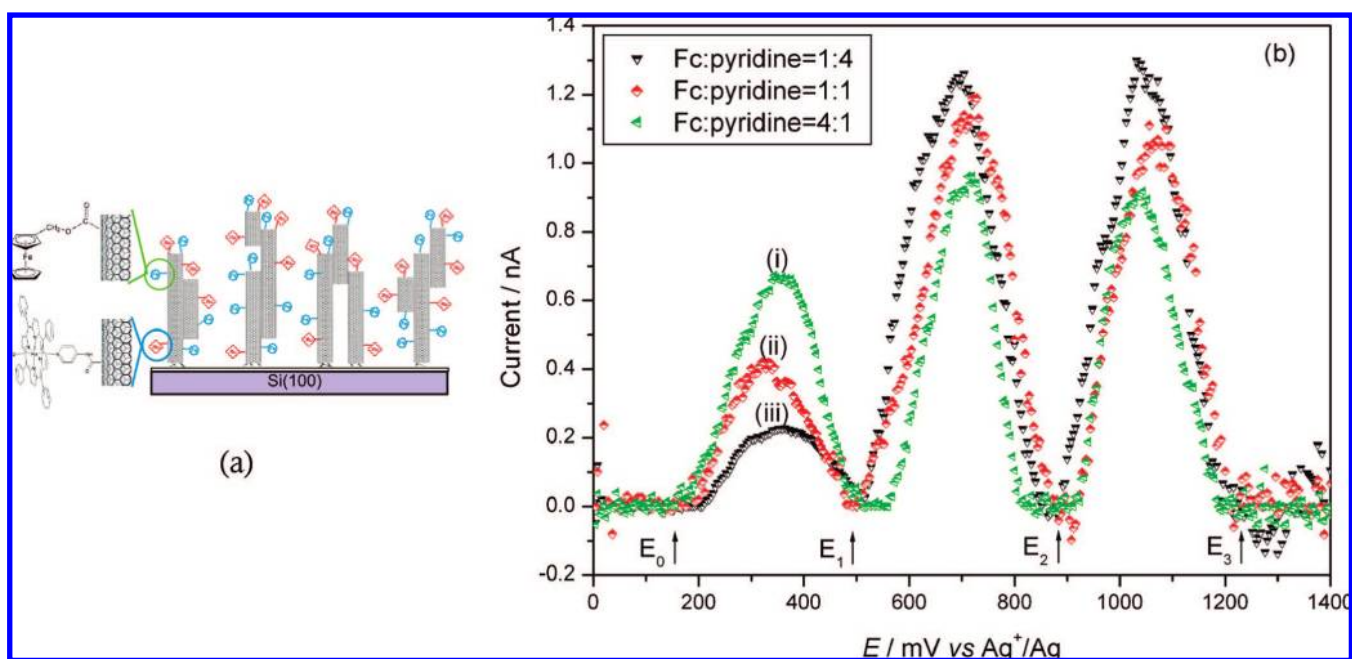 1.4
1.2
1.0
0.8
0.6
0.4
0.2
0.0
-0.2
Current / nA
Fc:pyridine=1:4
Fc:pyridine=1:1
Fc:pyridine=4:1
(b)
(i)
(ii)
(iii)
E0
E1
E2
E3
0
200
400
600
800
1000
1200
1400
E / mV vs Ag+/Ag
CH2
O
C
O
Fe
Si(100)
(a)